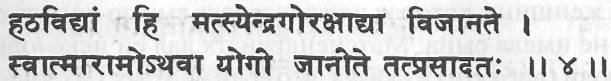 हठविद्यां हि मत्स्येन्द्रगोरक्षाद्या विजानते ।
स्वात्मारामोऽथवा योगी जानीते तत्प्रसादतः ।। ४ ।।